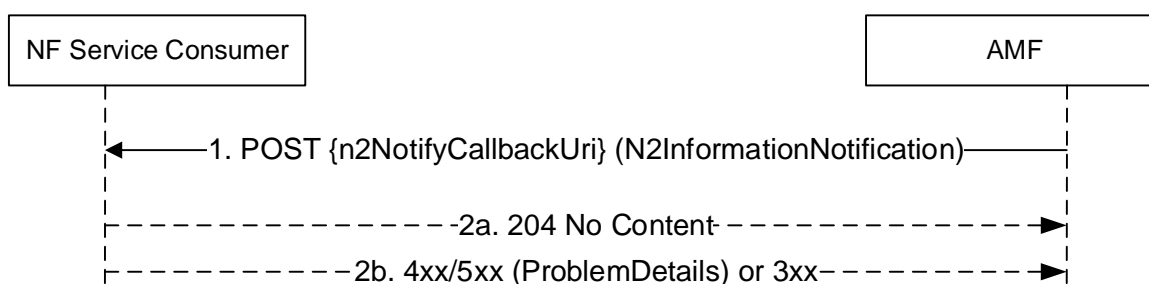 NF Service Consumer
AMF
1. POST {n2NotifyCallbackUri} (N2InformationNotification)
2a. 204 No Content
2b. 4xx/5xx (ProblemDetails) or 3xx